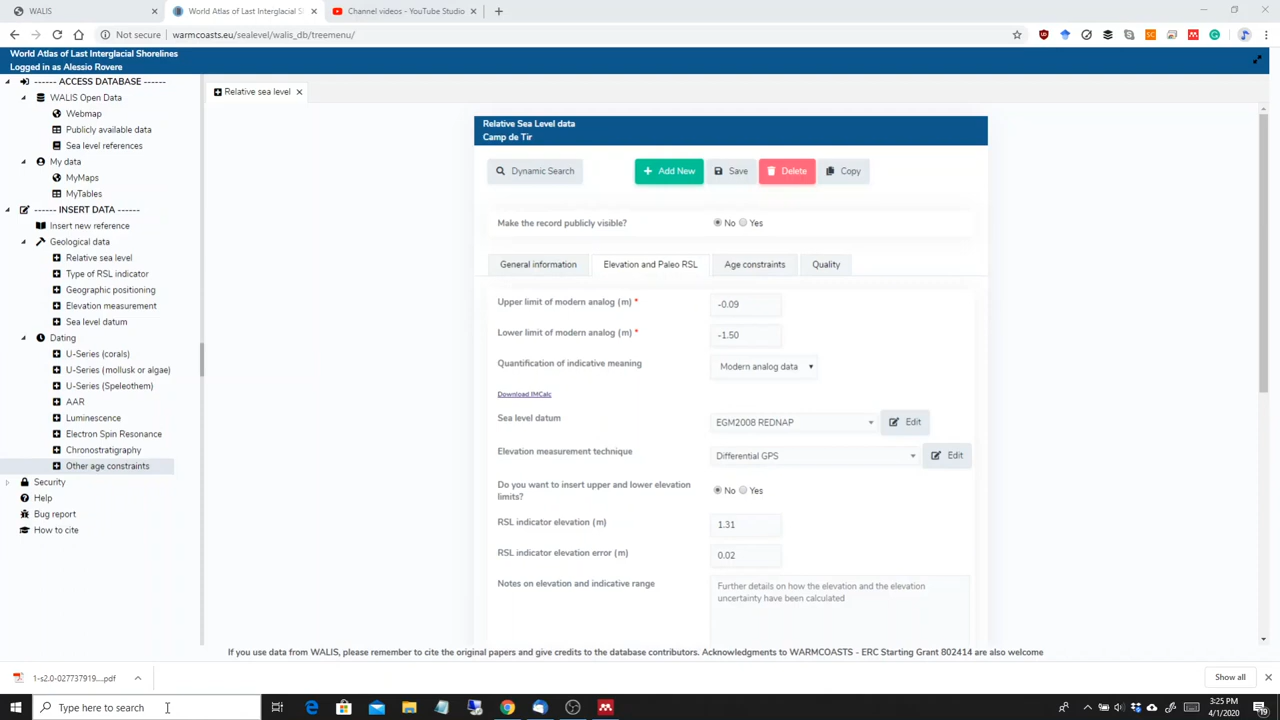 WALIS
World Atlas of Last Interglacial S
Channel videos - YouTube Studio
Not secure | warmcoasts.eu/sealevel/walis_db/treemenu/
World Atlas of Last Interglacial Shorelines
Logged in as Alessio Rovere
------ ACCESS DATABASE ------
WALIS Open Data
Webmap
Publicly available data
Sea level references
My data
MyMaps
MyTables
------ INSERT DATA ------
Insert new reference
Geological data
Relative sea level
Type of RSL indicator
Geographic positioning
Elevation measurement
Sea level datum
Dating
U-Series (corals)
U-Series (mollusk or algae)
U-Series (Speleothem)
AAR
Luminescence
Electron Spin Resonance
Chronostratigraphy
Other age constraints
Security
Help
Bug report
How to cite
Relative sea level
Relative Sea Level data
Camp de Tir
Dynamic Search
Add New
Save
Delete
Copy
Make the record publicly visible?
No Yes
General information
Elevation and Paleo RSL
Age constraints
Quality
Upper limit of modern analog (m) *
-0.09
Lower limit of modern analog (m) *
-1.50
Quantification of indicative meaning
Modern analog data
Download IMCalc
Sea level datum
EGM2008 REDNAP
Edit
Elevation measurement technique
Differential GPS
Edit
Do you want to insert upper and lower elevation
limits?
No Yes
RSL indicator elevation (m)
1.31
RSL indicator elevation error (m)
0.02
Notes on elevation and indicative range
Further details on how the elevation and the elevation
uncertainty have been calculated
If you use data from WALIS, please remember to cite the original papers and give credits to the database contributors. Acknowledgments to WARMCOASTS - ERC Starting Grant 802414 are also welcome
1-s2.0-027737919....pdf
Show all
Type here to search
3:25 PM
4/1/2020